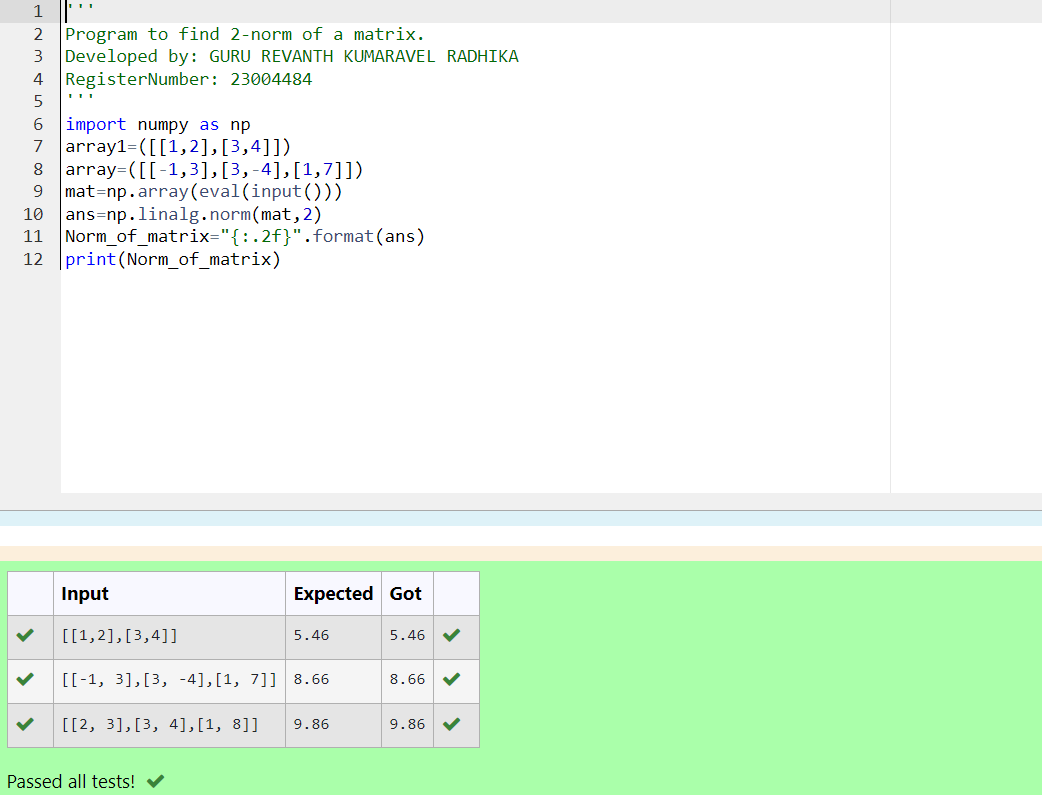 1 '''
2 Program to find 2-norm of a matrix.
3 Developed by: GURU REVANTH KUMARAVEL RADHIKA
4 RegisterNumber: 23004484
5 '''
6 import numpy as np
7 array1=([[1,2],[3,4]])
8 array=([[-1,3],[3,-4],[1,7]])
9 mat=np.array(eval(input()))
10 ans=np.linalg.norm(mat,2)
11 Norm_of_matrix="{:.2f}".format(ans)
12 print(Norm_of_matrix)
Input Expected Got
[[1,2],[3,4]] 5.46 5.46
[[-1, 3],[3, -4],[1, 7]] 8.66 8.66
[[2, 3],[3, 4],[1, 8]] 9.86 9.86
Passed all tests!